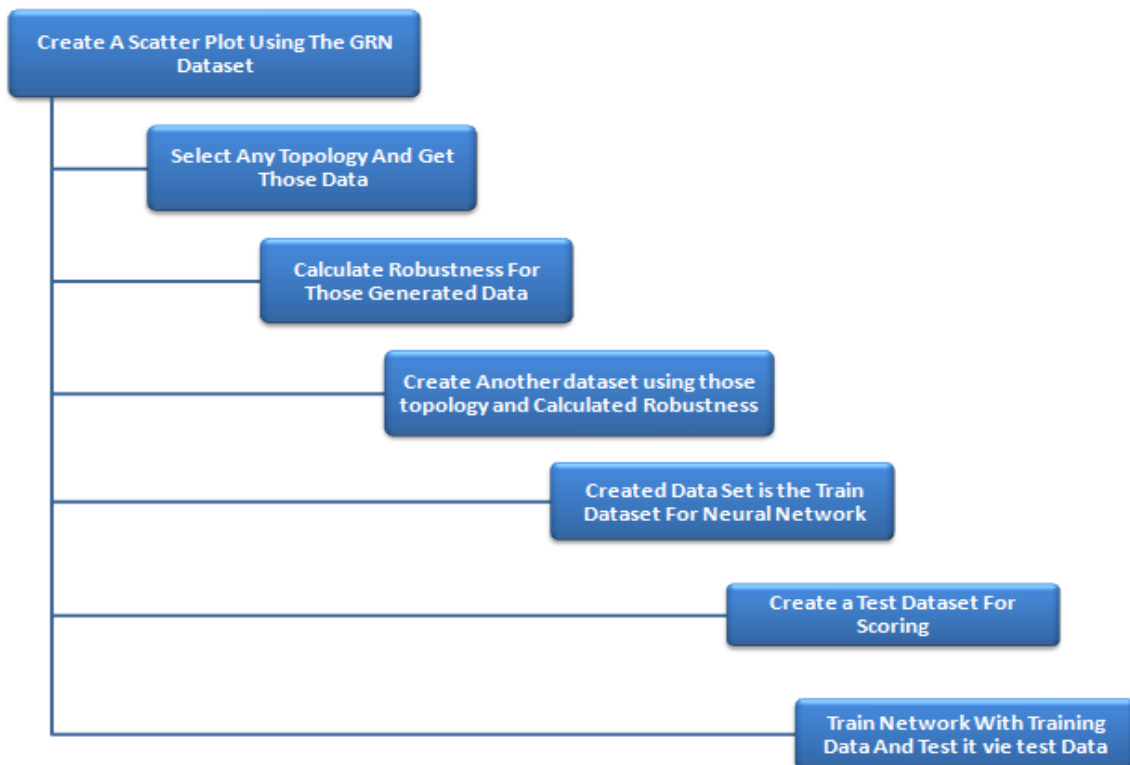 Create A Scatter Plot Using The GRN
Dataset
Select Any Topology And Get
Those Data
Calculate Robustness For
Those Generated Data
Create Another dataset using those
topology and Calculated Robustness
Created Data Set is the Train
Dataset For Neural Network
Create a Test Dataset For
Scoring
Train Network With Training
Data And Test it vie test Data